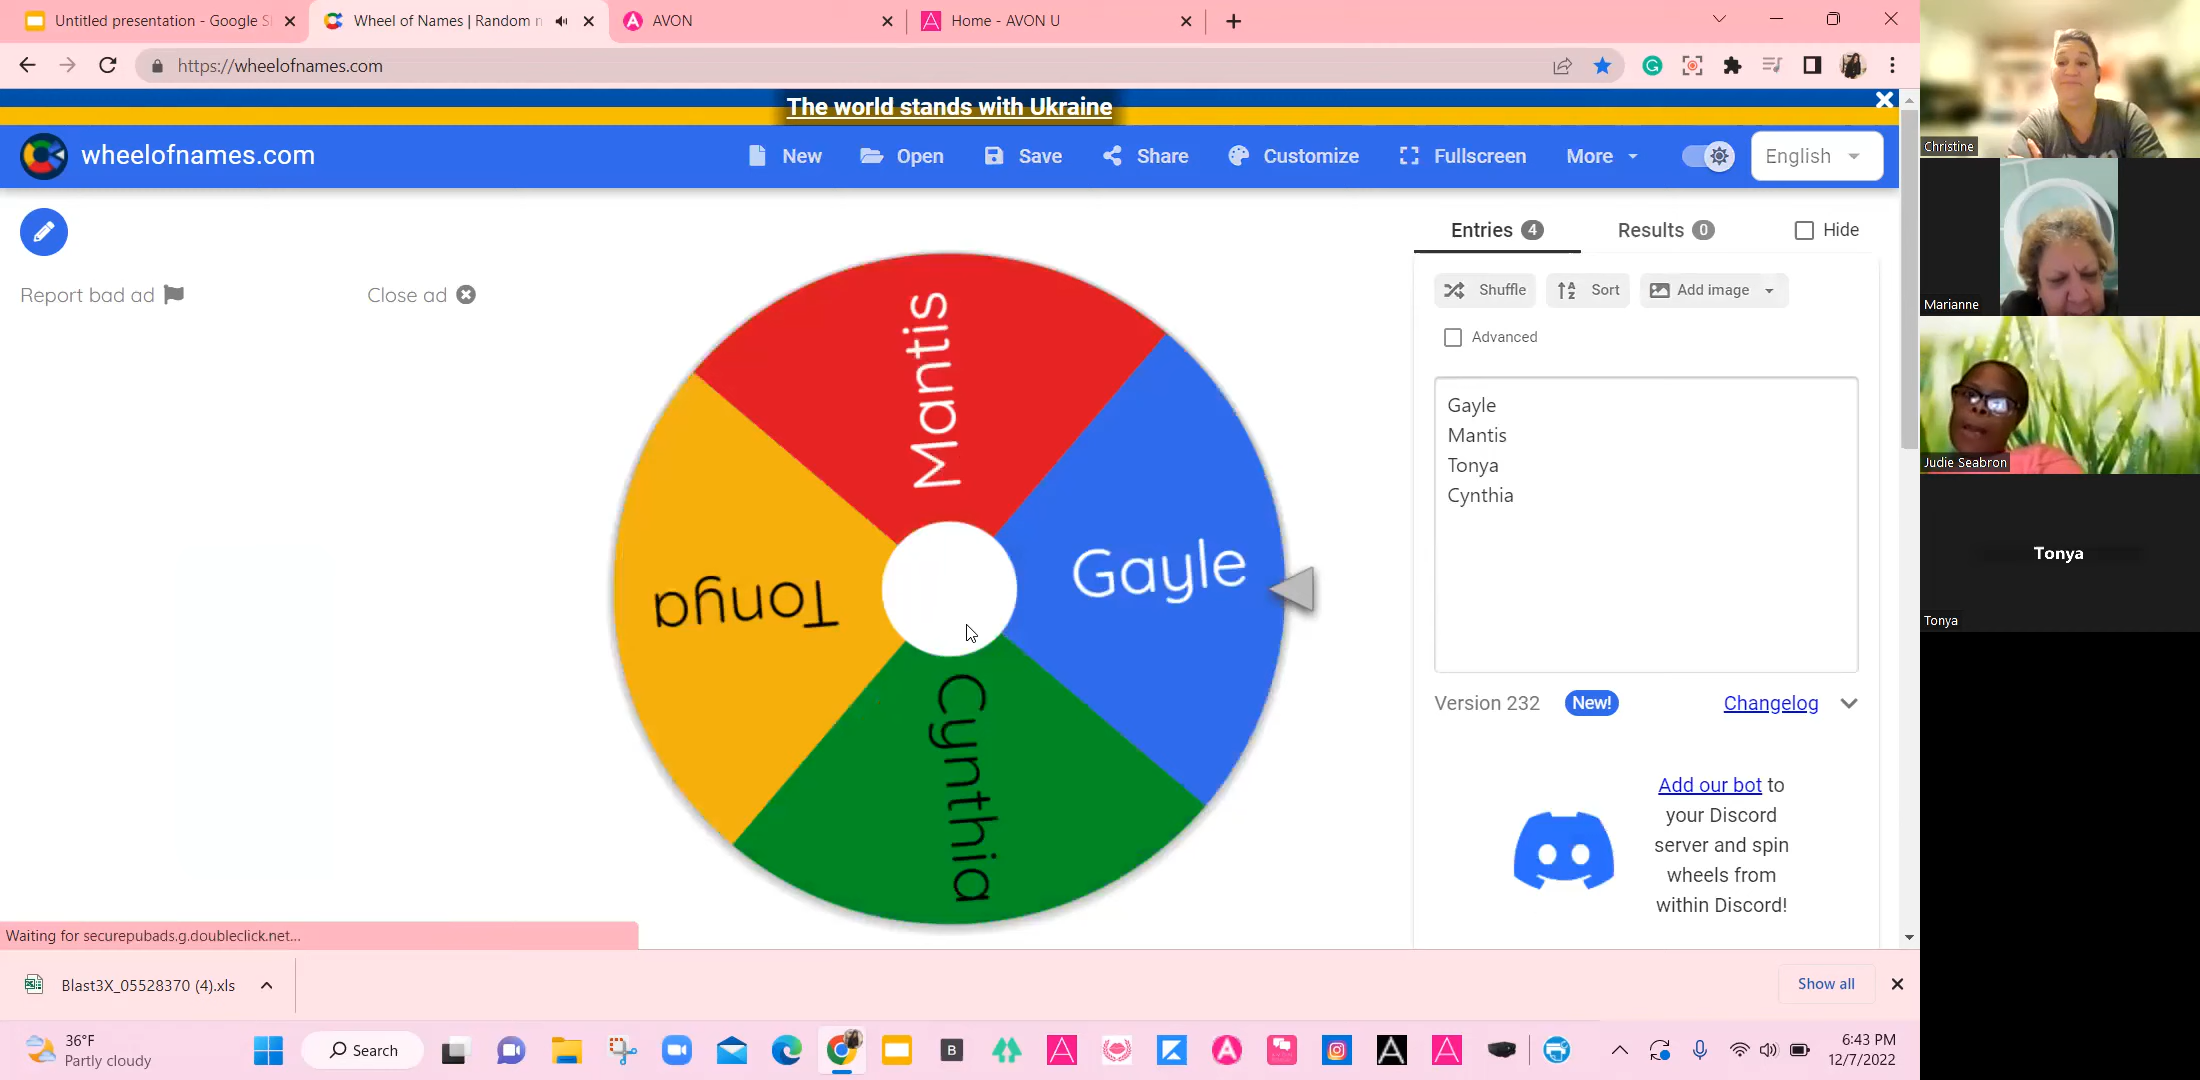 Untitled presentation - Google Sl
Wheel of Names | Random n
AVON
Home - AVON U
https://wheelofnames.com
The world stands with Ukraine
wheelofnames.com
New
Open
Save
Share
Customize
Fullscreen
More
English
Report bad ad
Close ad
Mantis
Gayle
Tonya
Cynthia
Entries 4
Results 0
Hide
Shuffle
Sort
Add image
Advanced
Gayle
Mantis
Tonya
Cynthia
Version 232
New!
Changelog
Add our bot to
your Discord
server and spin
wheels from
within Discord!
Waiting for securepubads.g.doubleclick.net...
Blast3X_05528370 (4).xls
Show all
36°F
Partly cloudy
Search
6:43 PM
12/7/2022
Christine
Marianne
Judie Seabron
Tonya
Tonya